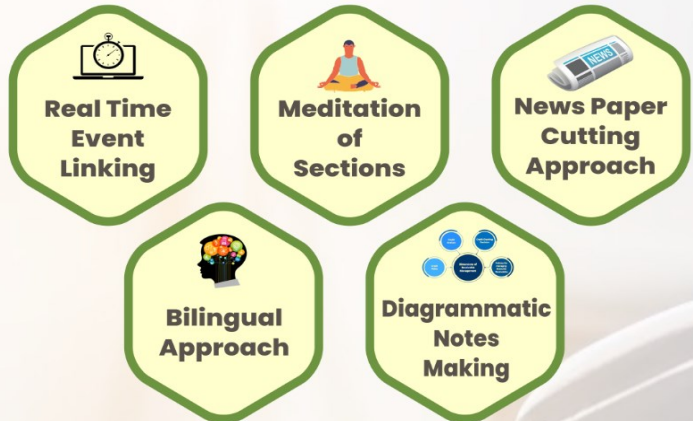 Real Time
Event
Linking
Meditation
of
Sections
NEWS
News Paper
Cutting
Approach
Bilingual
Approach
Diagrammatic
Notes
Making